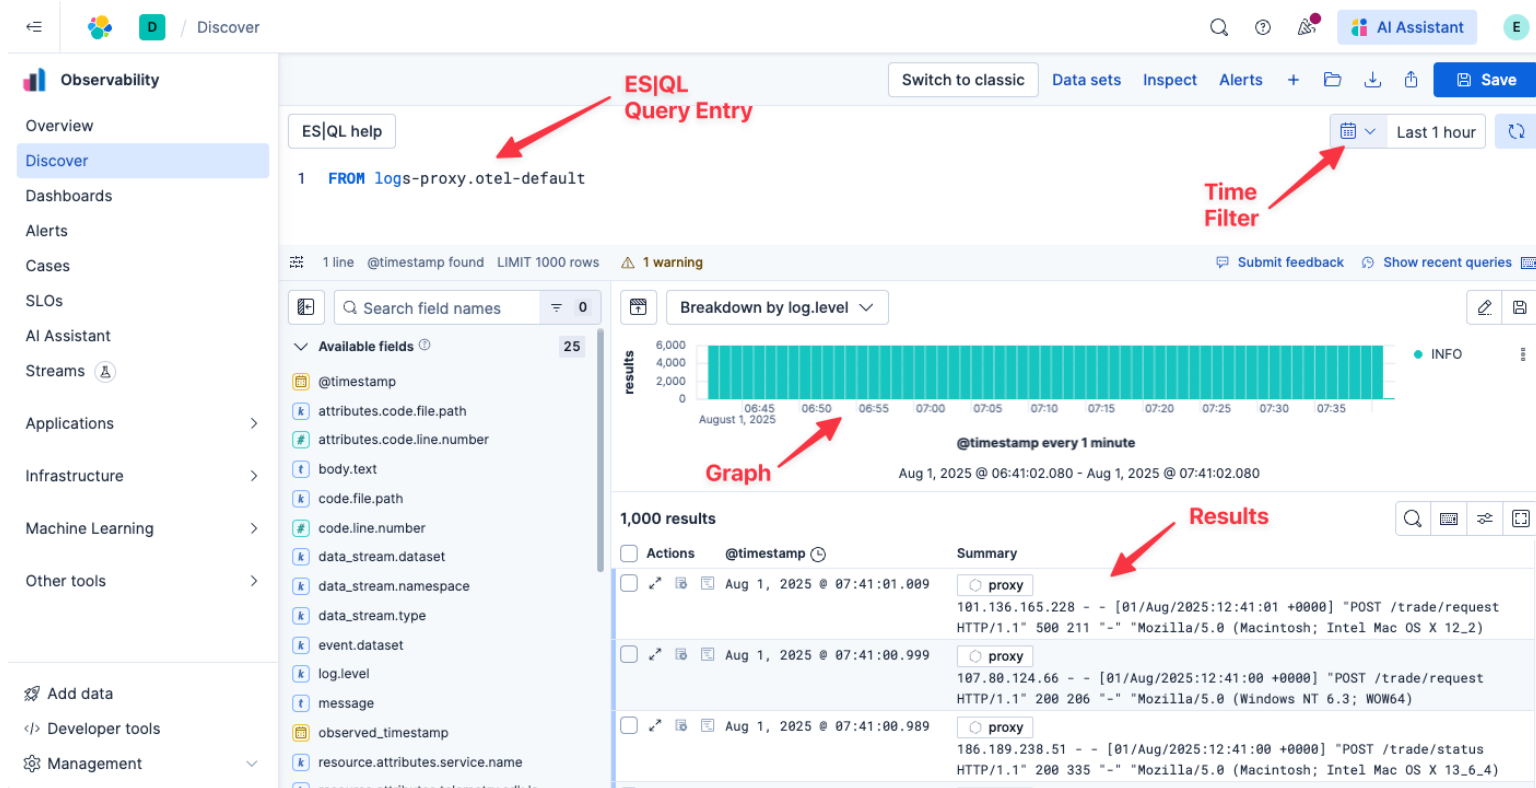 D / Discover
AI Assistant
E
Observability
Switch to classic
Data sets
Inspect
Alerts
Save
ES|QL
Query Entry
Overview
Discover
Dashboards
Alerts
Cases
SLOs
AI Assistant
Streams
Applications
Infrastructure
Machine Learning
Other tools
Add data
Developer tools
Management
ES|QL help
Last 1 hour
1 FROM logs-proxy.otel-default
Time
Filter
1 line @timestamp found LIMIT 1000 rows 1 warning
Submit feedback Show recent queries
Search field names 0
Available fields 25
@timestamp
k attributes.code.file.path
# attributes.code.line.number
t body.text
k code.file.path
# code.line.number
k data_stream.dataset
k data_stream.namespace
k data_stream.type
k event.dataset
k log.level
t message
observed_timestamp
k resource.attributes.service.name
Breakdown by log.level
results
6,000
4,000
2,000
0
06:45 06:50 06:55 07:00 07:05 07:10 07:15 07:20 07:25 07:30 07:35
August 1, 2025
INFO
@timestamp every 1 minute
Graph
Aug 1, 2025 @ 06:41:02.080 - Aug 1, 2025 @ 07:41:02.080
1,000 results
Results
Actions @timestamp Summary
Aug 1, 2025 @ 07:41:01.009 proxy
101.136.165.228 - - [01/Aug/2025:12:41:01 +0000] "POST /trade/request
HTTP/1.1" 500 211 "-" "Mozilla/5.0 (Macintosh; Intel Mac OS X 12_2)
Aug 1, 2025 @ 07:41:00.999 proxy
107.80.124.66 - - [01/Aug/2025:12:41:00 +0000] "POST /trade/request
HTTP/1.1" 200 206 "-" "Mozilla/5.0 (Windows NT 6.3; WOW64)
Aug 1, 2025 @ 07:41:00.989 proxy
186.189.238.51 - - [01/Aug/2025:12:41:00 +0000] "POST /trade/status
HTTP/1.1" 200 335 "-" "Mozilla/5.0 (Macintosh; Intel Mac OS X 13_6_4)